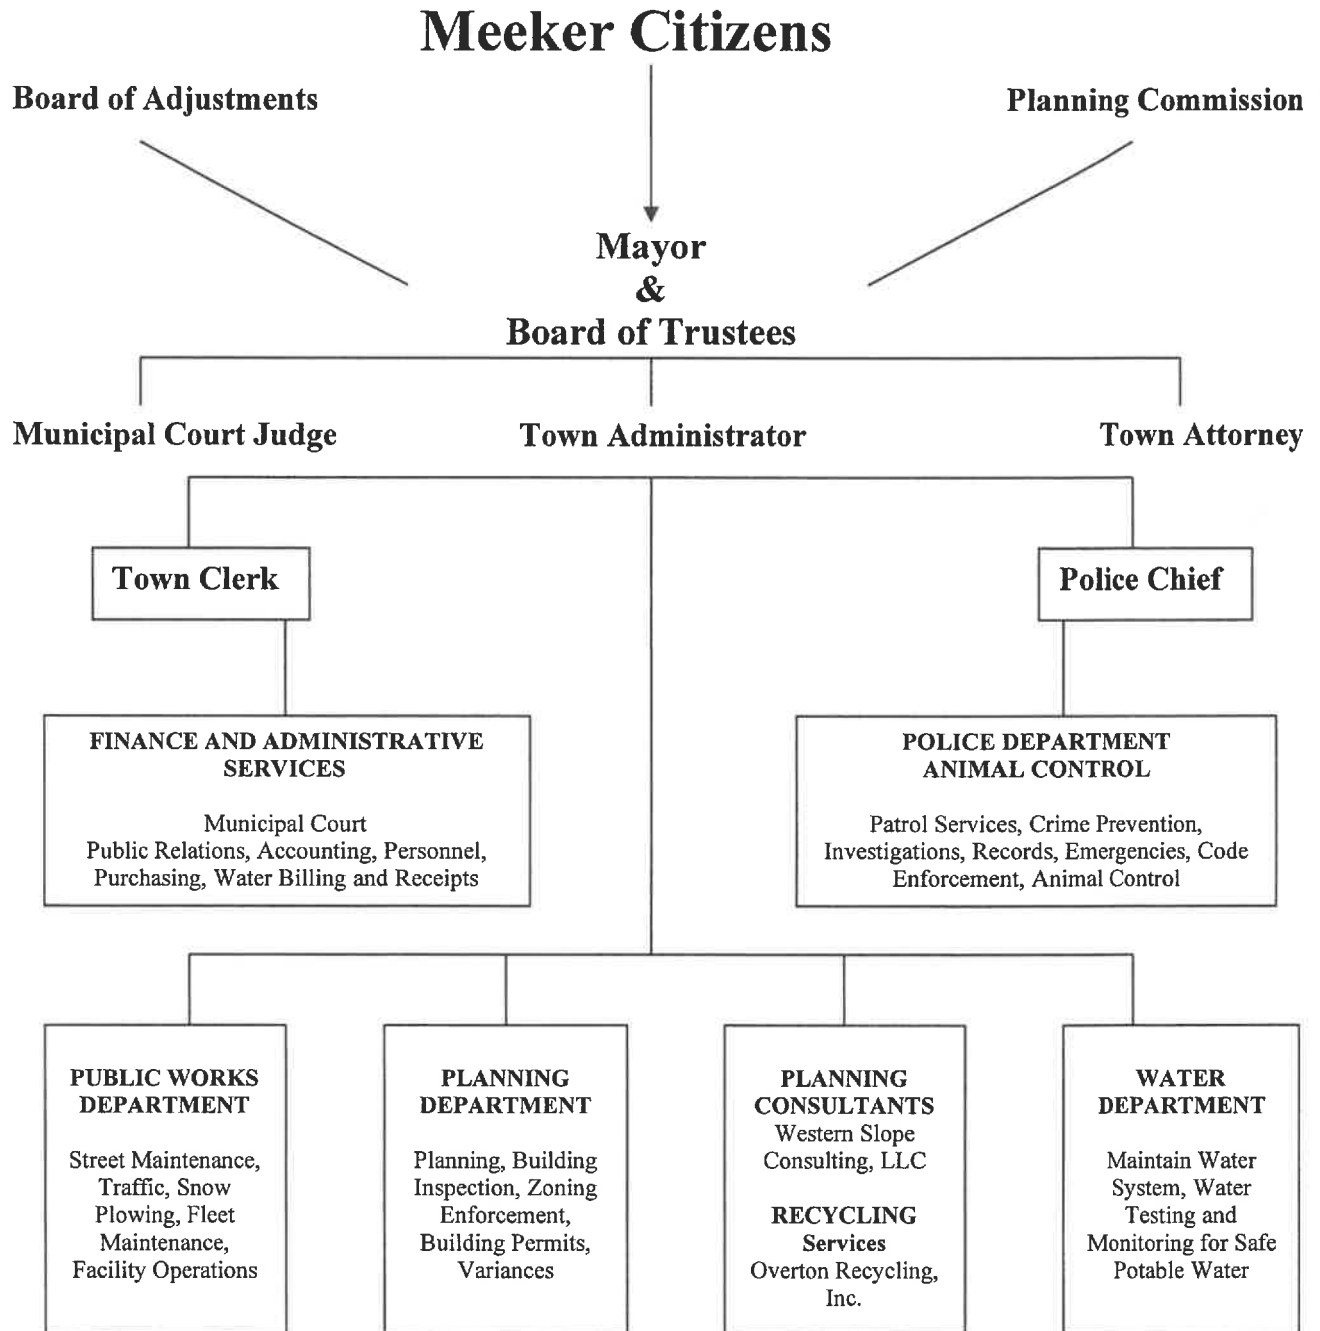 Meeker Citizens
Board of Adjustments
Planning Commission
Mayor
&
Board of Trustees
Municipal Court Judge
Town Administrator
Town Attorney
Town Clerk
Police Chief
FINANCE AND ADMINISTRATIVE
SERVICES
Municipal Court
Public Relations, Accounting, Personnel,
Purchasing, Water Billing and Receipts
POLICE DEPARTMENT
ANIMAL CONTROL
Patrol Services, Crime Prevention,
Investigations, Records, Emergencies, Code
Enforcement, Animal Control
PUBLIC WORKS
DEPARTMENT
Street Maintenance,
Traffic, Snow
Plowing, Fleet
Maintenance,
Facility Operations
PLANNING
DEPARTMENT
Planning, Building
Inspection, Zoning
Enforcement,
Building Permits,
Variances
PLANNING
CONSULTANTS
Western Slope
Consulting, LLC
RECYCLING
Services
Overton Recycling,
Inc.
WATER
DEPARTMENT
Maintain Water
System, Water
Testing and
Monitoring for Safe
Potable Water